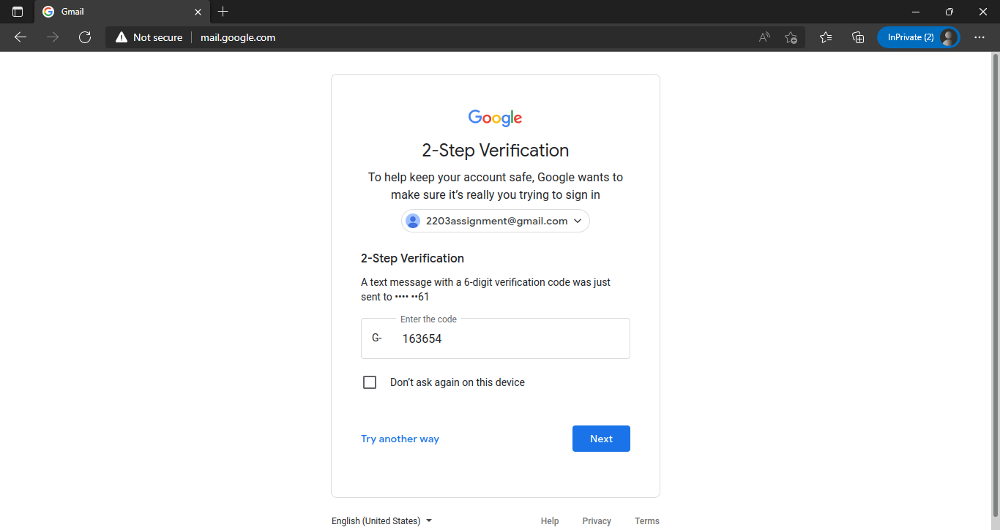 Gmail
Not secure mail.google.com InPrivate (2)
Google
2-Step Verification
To help keep your account safe, Google wants to
make sure it's really you trying to sign in
2203assignment@gmail.com
2-Step Verification
A text message with a 6-digit verification code was just
sent to •••• ••61
Enter the code
G- 163654
Don't ask again on this device
Try another way Next
English (United States) Help Privacy Terms